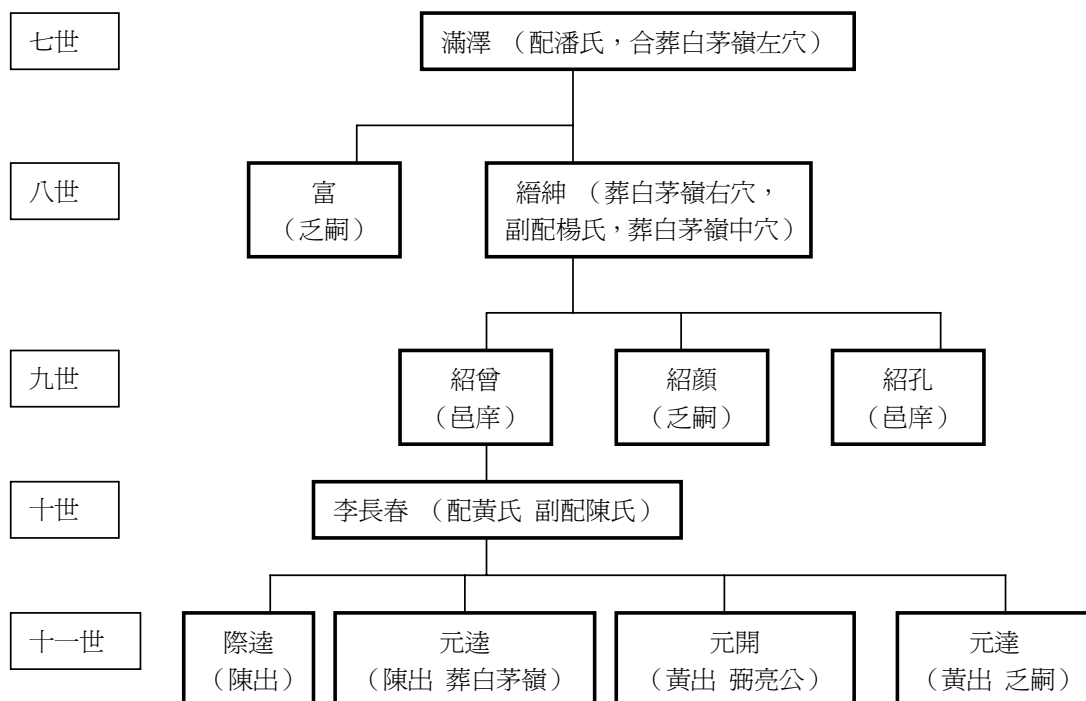 七世
滿澤 （配潘氏，合葬白茅嶺左穴）
八世
富
（乏嗣）
縉紳 （葬白茅嶺右穴，
副配楊氏，葬白茅嶺中穴）
九世
紹曾
（邑庠）
紹顏
（乏嗣）
紹孔
（邑庠）
十世
李長春 （配黃氏 副配陳氏）
十一世
際逵
（陳出）
元逵
（陳出 葬白茅嶺）
元開
（黃出 弼亮公）
元達
（黃出 乏嗣）